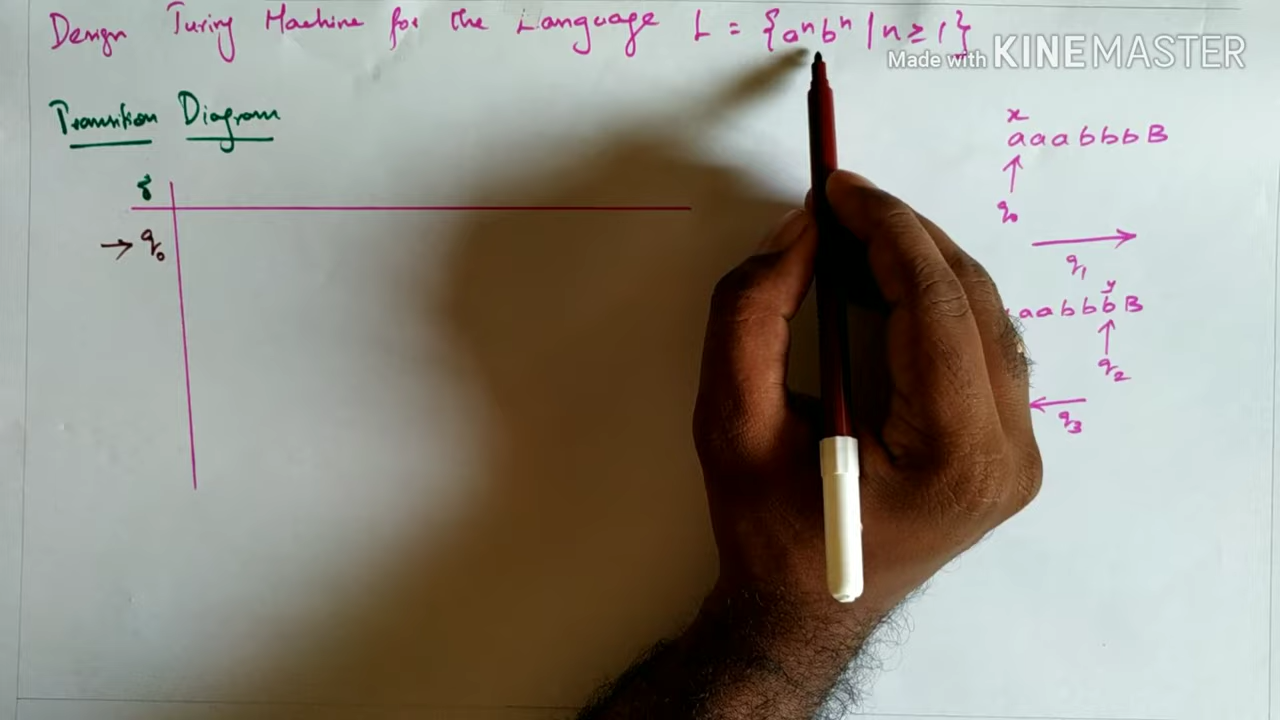 Design Turing Machine for the Language L = {aⁿbⁿ | n ≥ 1}
Made with KINEMASTER
Transition Diagram
x
aaabbbB
δ
q₀
→ q₀
q₁
y
aabbbB
q₂
q₃